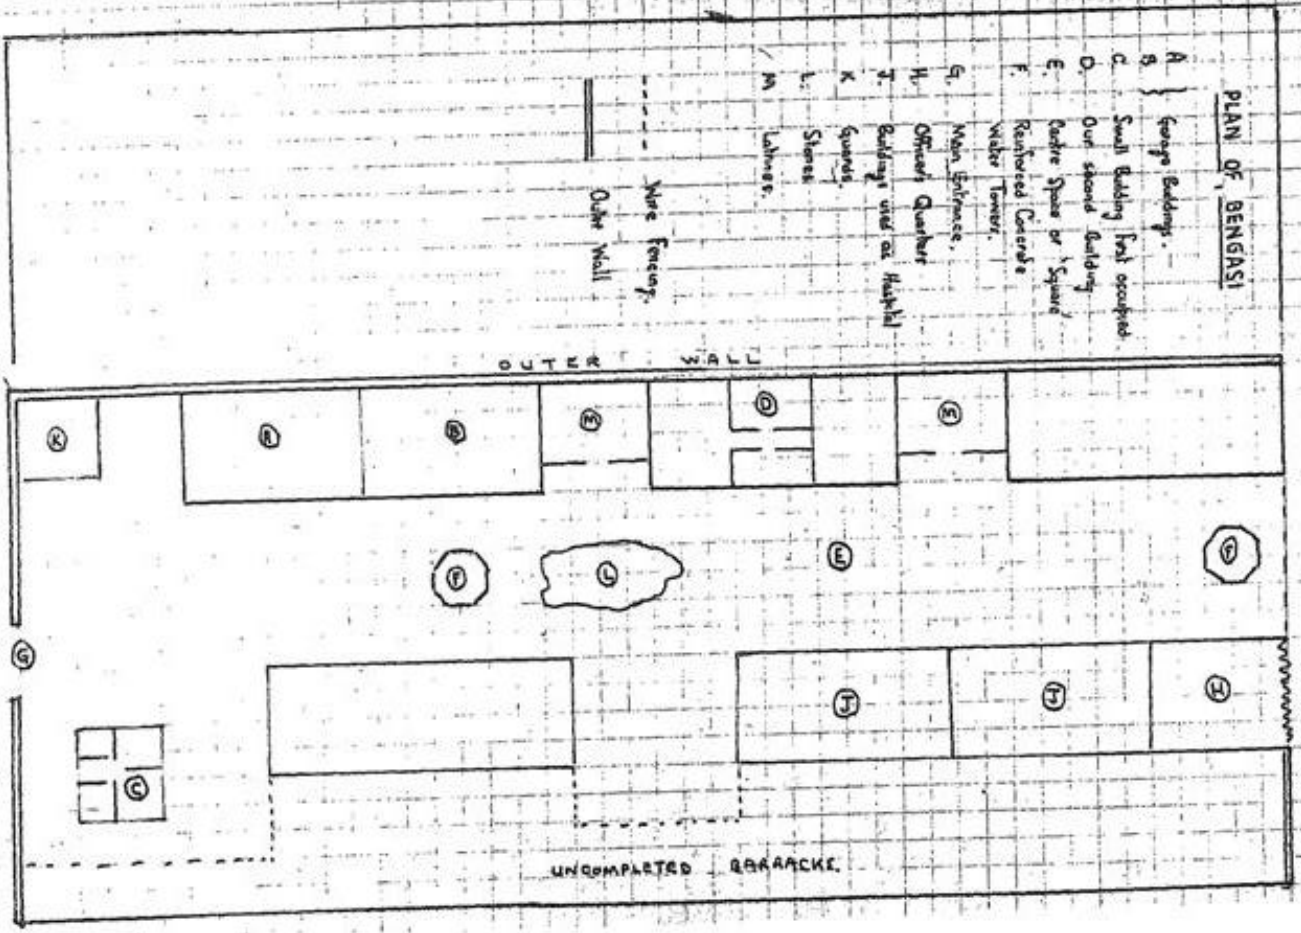 PLAN OF BENGASI
A } Garage Buildings.
B }
C. Small Building first occupied
D. Our second Building
E. Centre Space or 'Square'
F. Reinforced Concrete
Water Towers.
G. Main Entrance.
H. Officers Quarters
J. Buildings used as Hospital
K Guards.
L. Stones
M Latrines.
Wire Fencing.
Outer Wall
OUTER WALL
K
A
B
M
D
M
F
L
E
F
G
J
J
H
C
UNCOMPLETED BARRACKS.